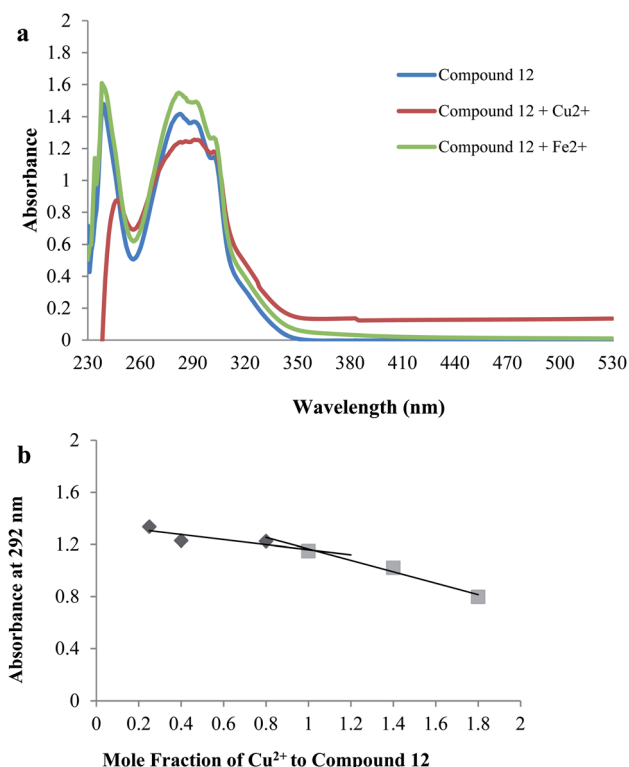 a
2
1.8
1.6
1.4
1.2
1
0.8
0.6
0.4
0.2
0
Absorbance
Compound 12
Compound 12 + Cu2+
Compound 12 + Fe2+
230 260 290 320 350 380 410 440 470 500 530
Wavelength (nm)
b
2
1.6
1.2
0.8
0.4
0
Absorbance at 292 nm
0 0.2 0.4 0.6 0.8 1 1.2 1.4 1.6 1.8 2
Mole Fraction of Cu²⁺ to Compound 12